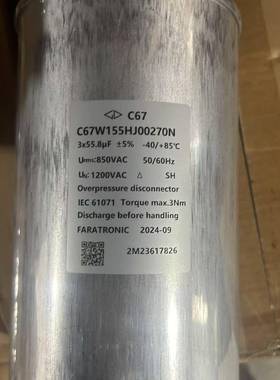 C67
C67W155HJ00270N
3x55.8μF ±5% -40/+85℃
Urms:850VAC 50/60Hz
UN:1200VAC △ SH
Overpressure disconnector
IEC 61071 Torque max.3Nm
Discharge before handling
FARATRONIC 2024-09
2M23617826